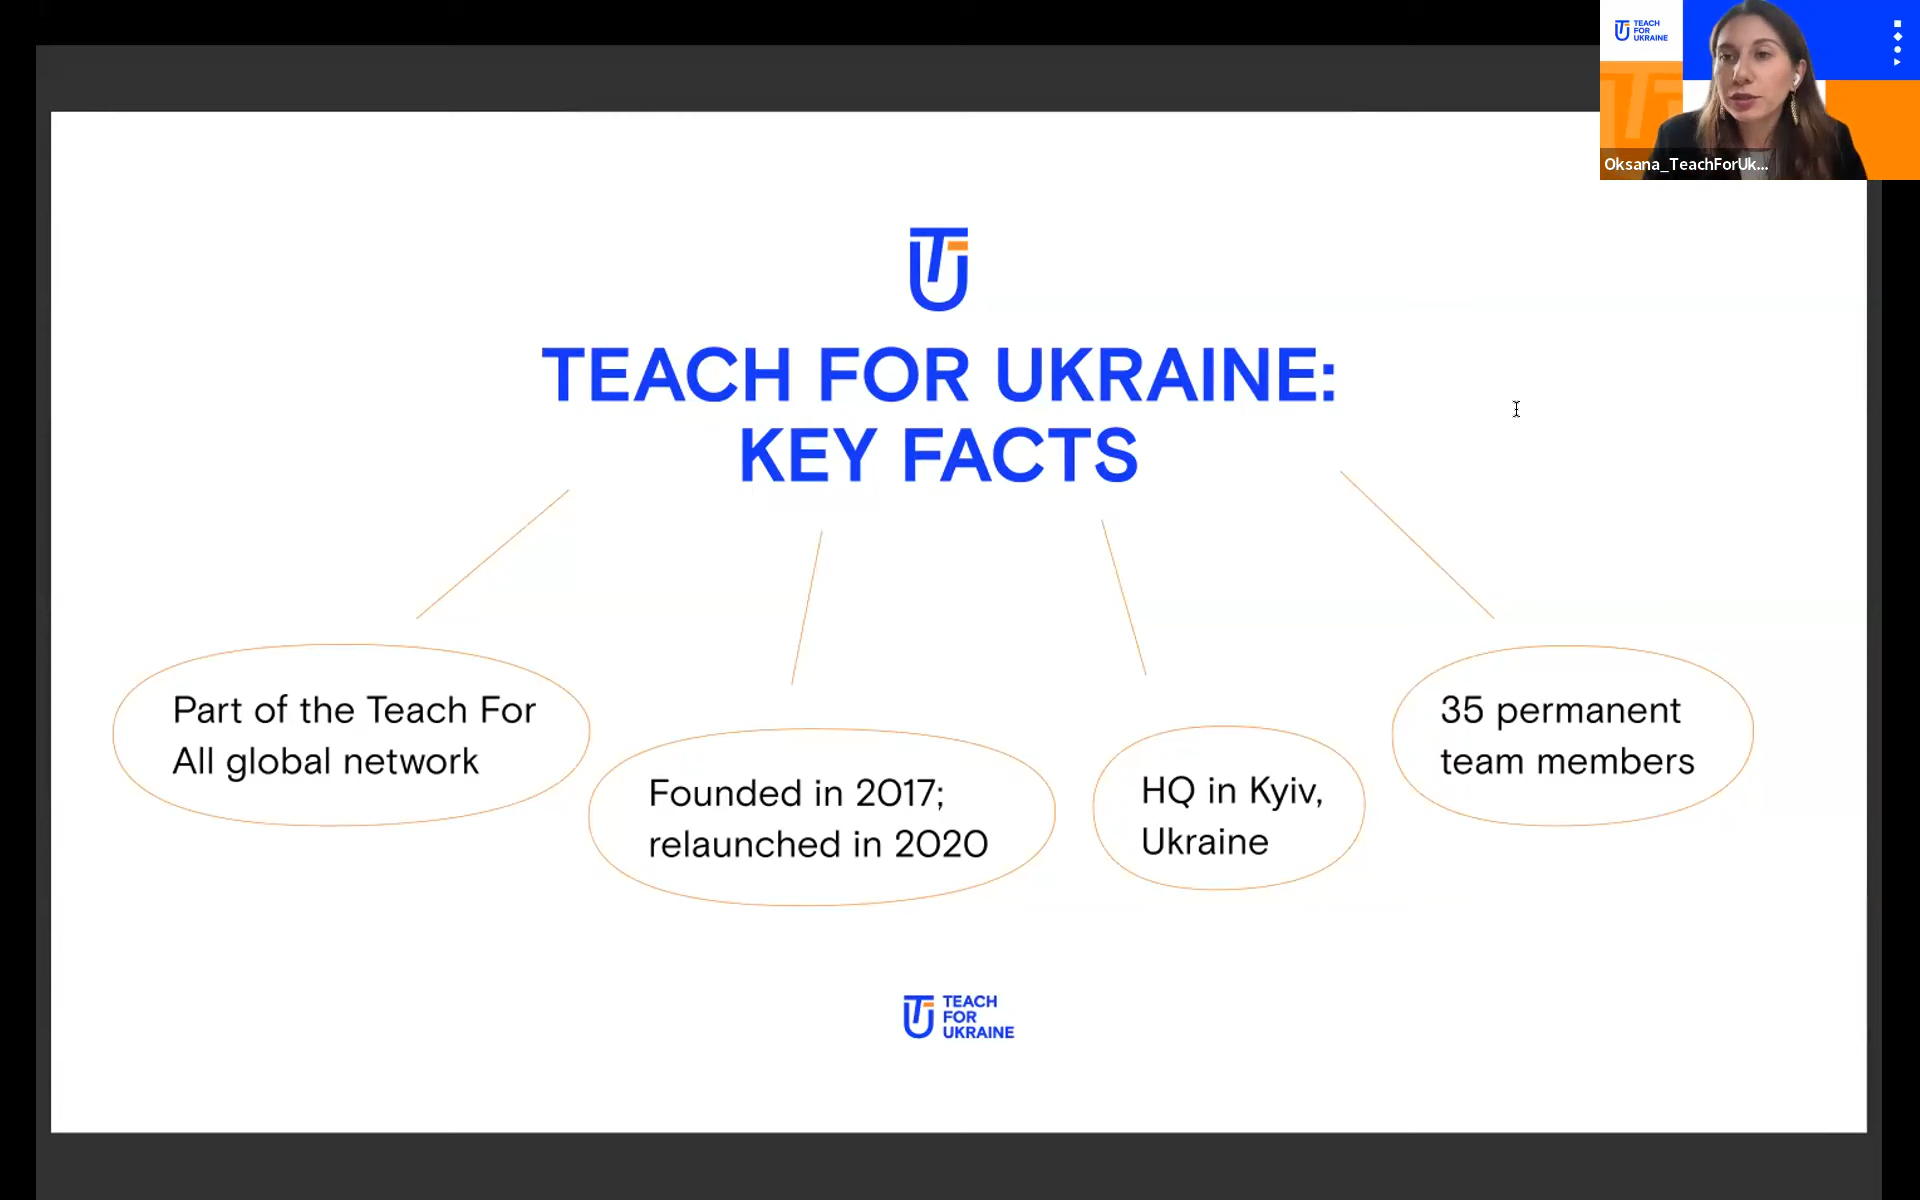 TEACH
FOR
UKRAINE
Oksana_TeachForUk...
TEACH FOR UKRAINE:
KEY FACTS
Part of the Teach For
All global network
Founded in 2017;
relaunched in 2020
HQ in Kyiv,
Ukraine
35 permanent
team members
TEACH
FOR
UKRAINE